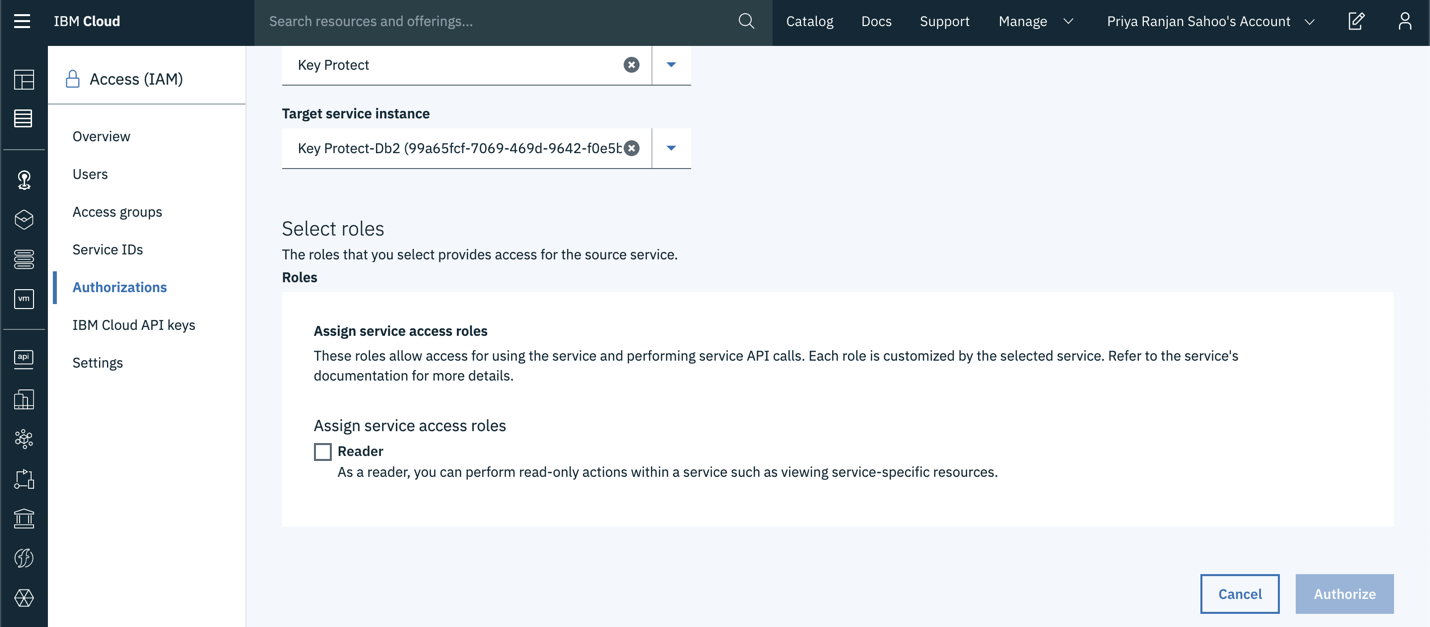 IBM Cloud
Search resources and offerings...
Catalog
Docs
Support
Manage
Priya Ranjan Sahoo's Account
Access (IAM)
Overview
Users
Access groups
Service IDs
Authorizations
IBM Cloud API keys
Settings
vm
api
Key Protect
Target service instance
Key Protect-Db2 (99a65fcf-7069-469d-9642-f0e5b
Select roles
The roles that you select provides access for the source service.
Roles
Assign service access roles
These roles allow access for using the service and performing service API calls. Each role is customized by the selected service. Refer to the service's
documentation for more details.
Assign service access roles
Reader
As a reader, you can perform read-only actions within a service such as viewing service-specific resources.
Cancel
Authorize